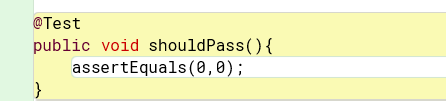 @Test
public void shouldPass(){
    assertEquals(0,0);
}